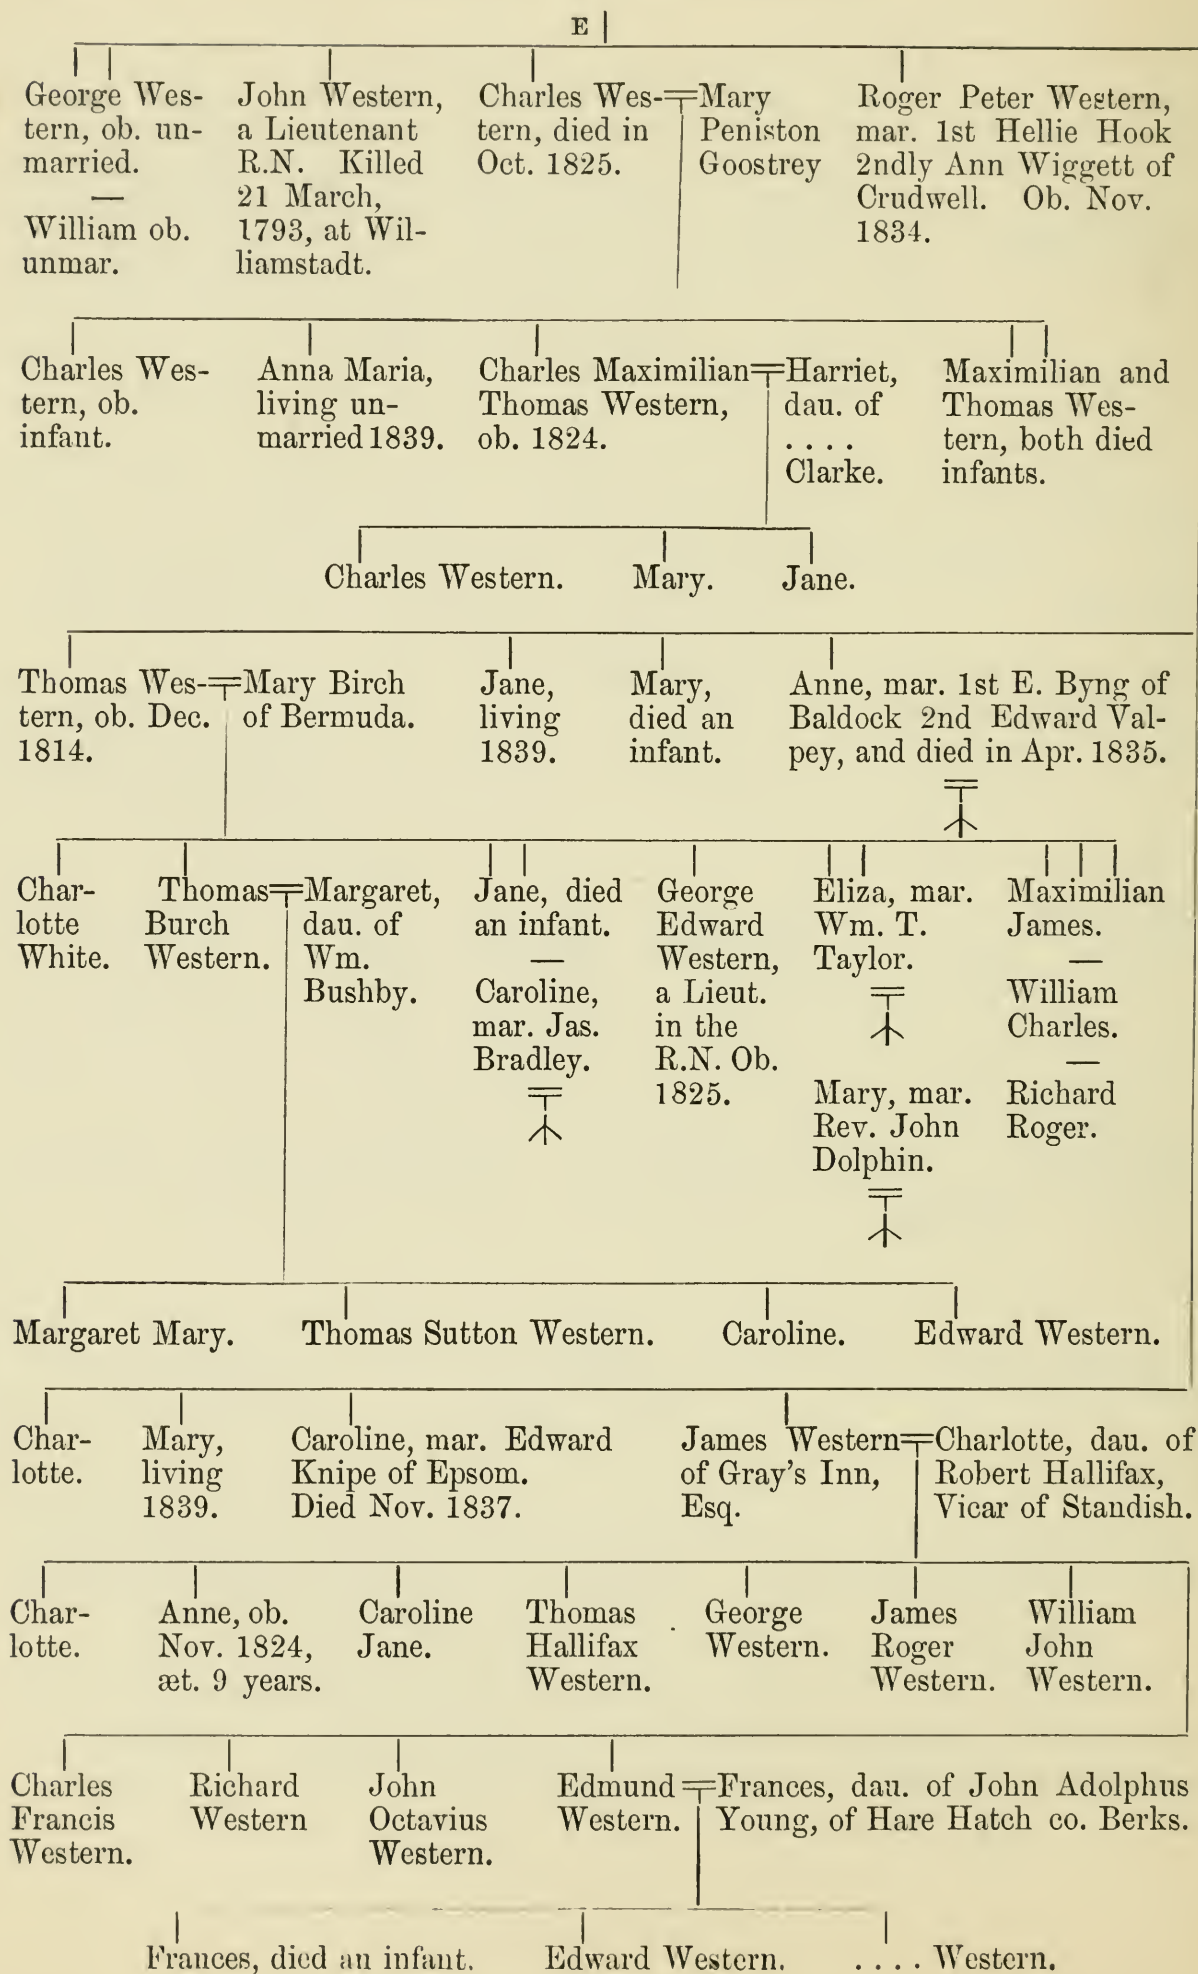 E
George Wes-
tern, ob. un-
married.
—
William ob.
unmar.
John Western,
a Lieutenant
R.N. Killed
21 March,
1793, at Wil-
liamstadt.
Charles Wes-
tern, died in
Oct. 1825.
Mary
Peniston
Goostrey
Roger Peter Western,
mar. 1st Hellie Hook
2ndly Ann Wiggett of
Crudwell. Ob. Nov.
1834.
Charles Wes-
tern, ob.
infant.
Anna Maria,
living un-
married 1839.
Charles Maximilian
Thomas Western,
ob. 1824.
Harriet,
dau. of
. . . .
Clarke.
Maximilian and
Thomas Wes-
tern, both died
infants.
Charles Western.
Mary.
Jane.
Thomas Wes-
tern, ob. Dec.
1814.
Mary Birch
of Bermuda.
Jane,
living
1839.
Mary,
died an
infant.
Anne, mar. 1st E. Byng of
Baldock 2nd Edward Val-
pey, and died in Apr. 1835.
Char-
lotte
White.
Thomas
Burch
Western.
Margaret,
dau. of
Wm.
Bushby.
Jane, died
an infant.
—
Caroline,
mar. Jas.
Bradley.
George
Edward
Western,
a Lieut.
in the
R.N. Ob.
1825.
Eliza, mar.
Wm. T.
Taylor.
Mary, mar.
Rev. John
Dolphin.
Maximilian
James.
—
William
Charles.
—
Richard
Roger.
Margaret Mary.
Thomas Sutton Western.
Caroline.
Edward Western.
Char-
lotte.
Mary,
living
1839.
Caroline, mar. Edward
Knipe of Epsom.
Died Nov. 1837.
James Western
of Gray's Inn,
Esq.
Charlotte, dau. of
Robert Hallifax,
Vicar of Standish.
Char-
lotte.
Anne, ob.
Nov. 1824,
æt. 9 years.
Caroline
Jane.
Thomas
Hallifax
Western.
George
Western.
James
Roger
Western.
William
John
Western.
Charles
Francis
Western.
Richard
Western
John
Octavius
Western.
Edmund
Western.
Frances, dau. of John Adolphus
Young, of Hare Hatch co. Berks.
Frances, died an infant.
Edward Western.
. . . . Western.